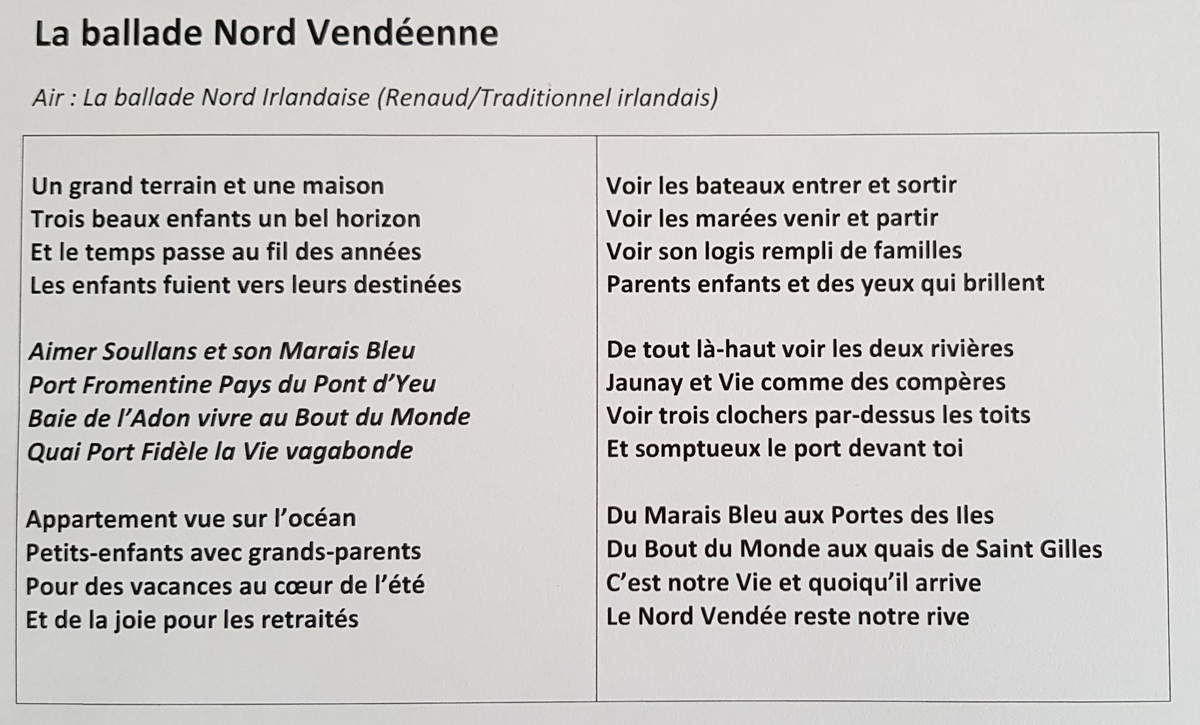 La ballade Nord Vendéenne
Air : La ballade Nord Irlandaise (Renaud/Traditionnel irlandais)
Un grand terrain et une maison
Trois beaux enfants un bel horizon
Et le temps passe au fil des années
Les enfants fuient vers leurs destinées
Aimer Soullans et son Marais Bleu
Port Fromentine Pays du Pont d'Yeu
Baie de l'Adon vivre au Bout du Monde
Quai Port Fidèle la Vie vagabonde
Appartement vue sur l'océan
Petits-enfants avec grands-parents
Pour des vacances au cœur de l'été
Et de la joie pour les retraités
Voir les bateaux entrer et sortir
Voir les marées venir et partir
Voir son logis rempli de familles
Parents enfants et des yeux qui brillent
De tout là-haut voir les deux rivières
Jaunay et Vie comme des compères
Voir trois clochers par-dessus les toits
Et somptueux le port devant toi
Du Marais Bleu aux Portes des Iles
Du Bout du Monde aux quais de Saint Gilles
C'est notre Vie et quoiqu'il arrive
Le Nord Vendée reste notre rive